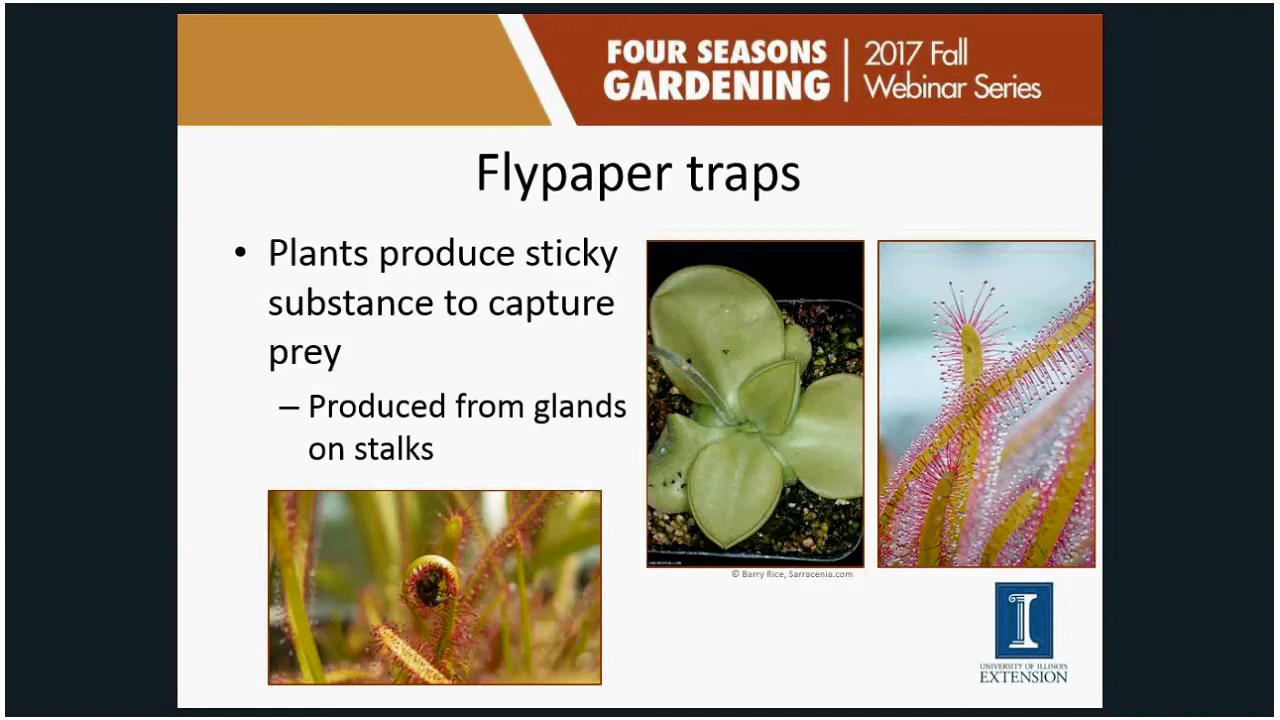 FOUR SEASONS
GARDENING
2017 Fall
Webinar Series
Flypaper traps
• Plants produce sticky
substance to capture
prey
– Produced from glands
on stalks
© Barry Rice, Sarracenia.com
UNIVERSITY OF ILLINOIS
EXTENSION